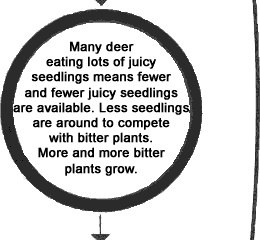 Many deer
eating lots of juicy
seedlings means fewer
and fewer juicy seedlings
are available. Less seedlings
are around to compete
with bitter plants.
More and more bitter
plants grow.